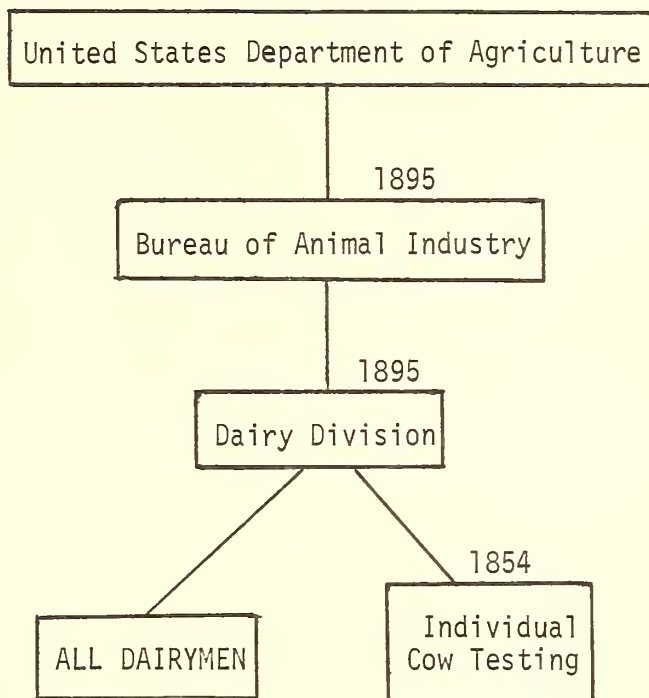 United States Department of Agriculture
1895
Bureau of Animal Industry
1895
Dairy Division
1854
ALL DAIRYMEN
Individual
Cow Testing